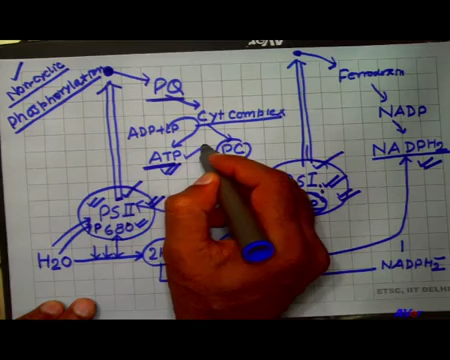 Non-cyclic
phosphorylation
PQ
Cyt complex
ADP+iP
ATP
PC
PSII
P680
H2O
Ferredoxin
NADP
NADPH2
PSI
NADPH2
ETSC, IIT DELHI